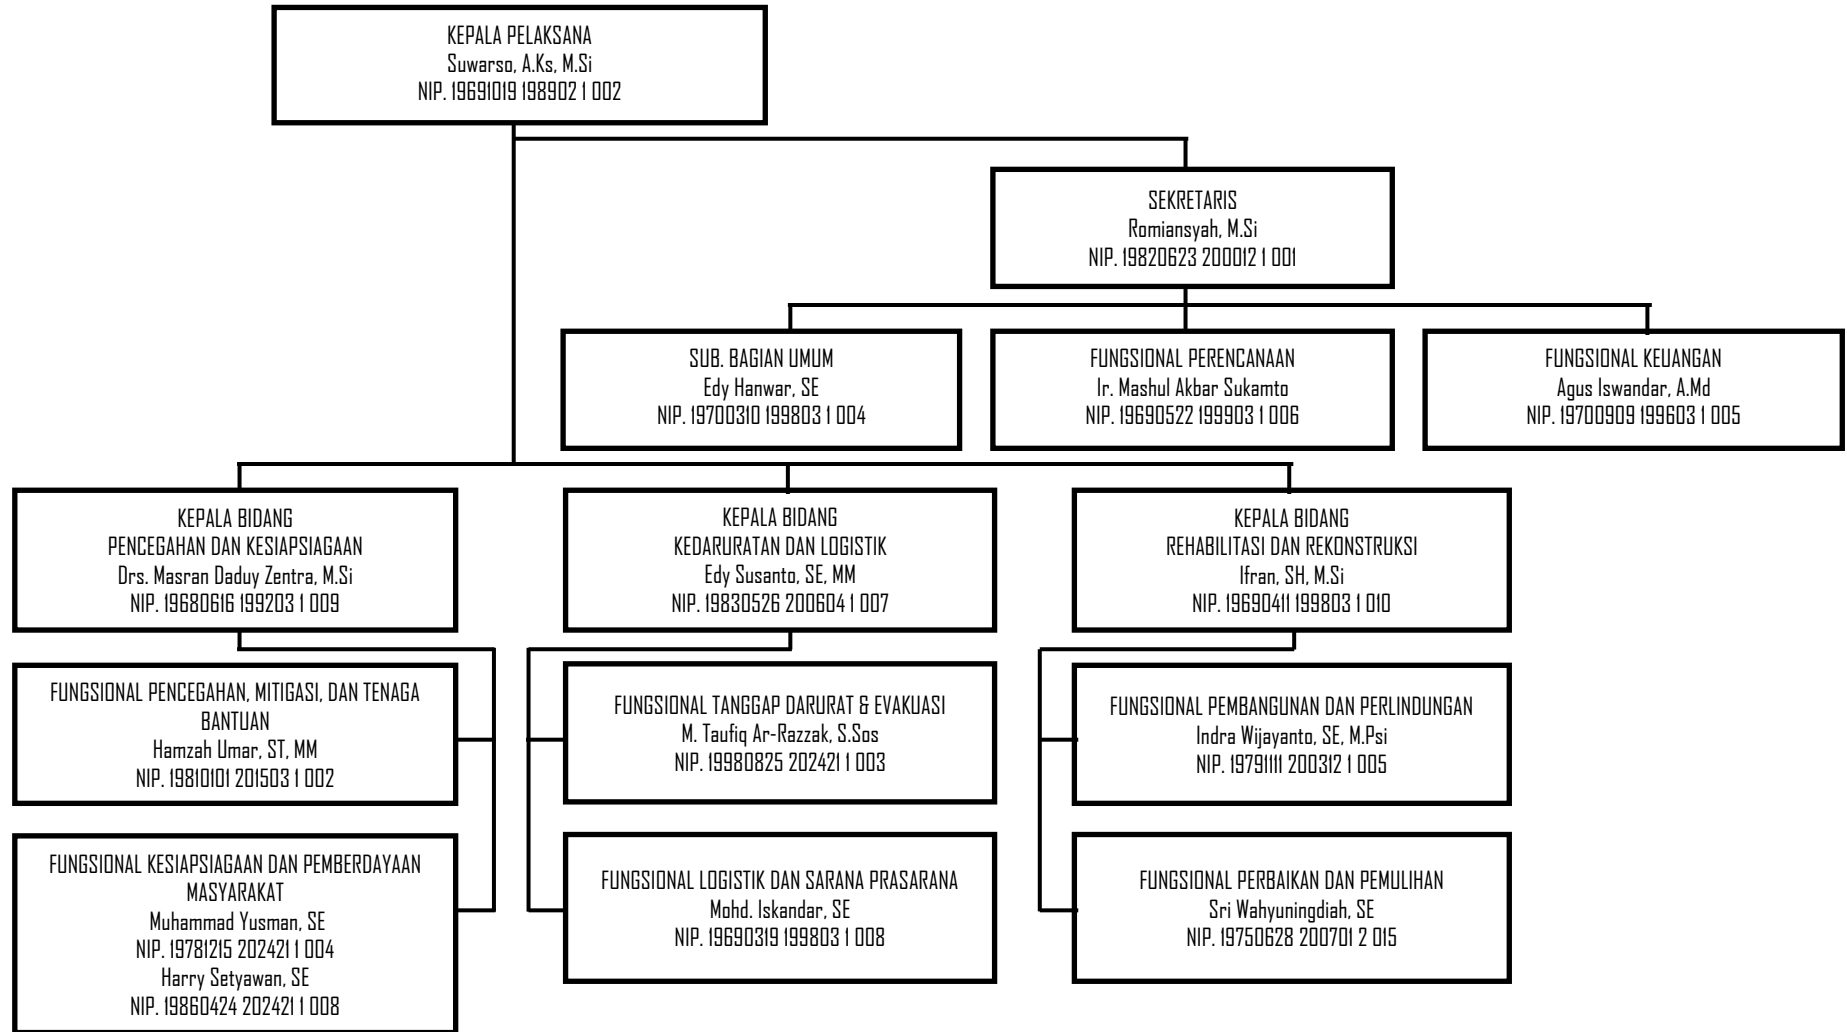 KEPALA PELAKSANA
Suwarso, A.Ks, M.Si
NIP. 19691019 198902 1 002
SEKRETARIS
Romiansyah, M.Si
NIP. 19820623 200012 1 001
SUB. BAGIAN UMUM
Edy Hanwar, SE
NIP. 19700310 199803 1 004
FUNGSIONAL PERENCANAAN
Ir. Mashul Akbar Sukamto
NIP. 19690522 199903 1 006
FUNGSIONAL KEUANGAN
Agus Iswandar, A.Md
NIP. 19700909 199603 1 005
KEPALA BIDANG
PENCEGAHAN DAN KESIAPSIAGAAN
Drs. Masran Daduy Zentra, M.Si
NIP. 19680616 199203 1 009
KEPALA BIDANG
KEDARURATAN DAN LOGISTIK
Edy Susanto, SE, MM
NIP. 19830526 200604 1 007
KEPALA BIDANG
REHABILITASI DAN REKONSTRUKSI
Ifran, SH, M.Si
NIP. 19690411 199803 1 010
FUNGSIONAL PENCEGAHAN, MITIGASI, DAN TENAGA
BANTUAN
Hamzah Umar, ST, MM
NIP. 19810101 201503 1 002
FUNGSIONAL TANGGAP DARURAT & EVAKUASI
M. Taufiq Ar-Razzak, S.Sos
NIP. 19980825 202421 1 003
FUNGSIONAL PEMBANGUNAN DAN PERLINDUNGAN
Indra Wijayanto, SE, M.Psi
NIP. 19791111 200312 1 005
FUNGSIONAL KESIAPSIAGAAN DAN PEMBERDAYAAN
MASYARAKAT
Muhammad Yusman, SE
NIP. 19781215 202421 1 004
Harry Setyawan, SE
NIP. 19860424 202421 1 008
FUNGSIONAL LOGISTIK DAN SARANA PRASARANA
Mohd. Iskandar, SE
NIP. 19690319 199803 1 008
FUNGSIONAL PERBAIKAN DAN PEMULIHAN
Sri Wahyuningdiah, SE
NIP. 19750628 200701 2 015